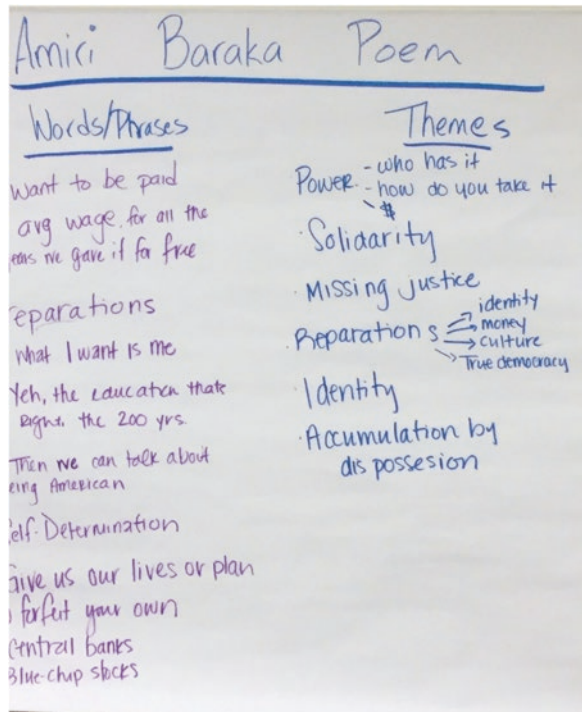 Amiri Baraka Poem
Words/Phrases
want to be paid
avg wage, for all the
ears we gave it for free
eparations
What I want is me
Yeh, the education thats
Right. the 200 yrs.
Then we can talk about
eing American
elf-Determination
Give us our lives or plan
forfeit your own
Central banks
Blue-chip stocks
Themes
Power - who has it
- how do you take it
$
· Solidarity
· Missing justice
· Reparations identity
money
culture
True democracy
· Identity
· Accumulation by
dispossesion